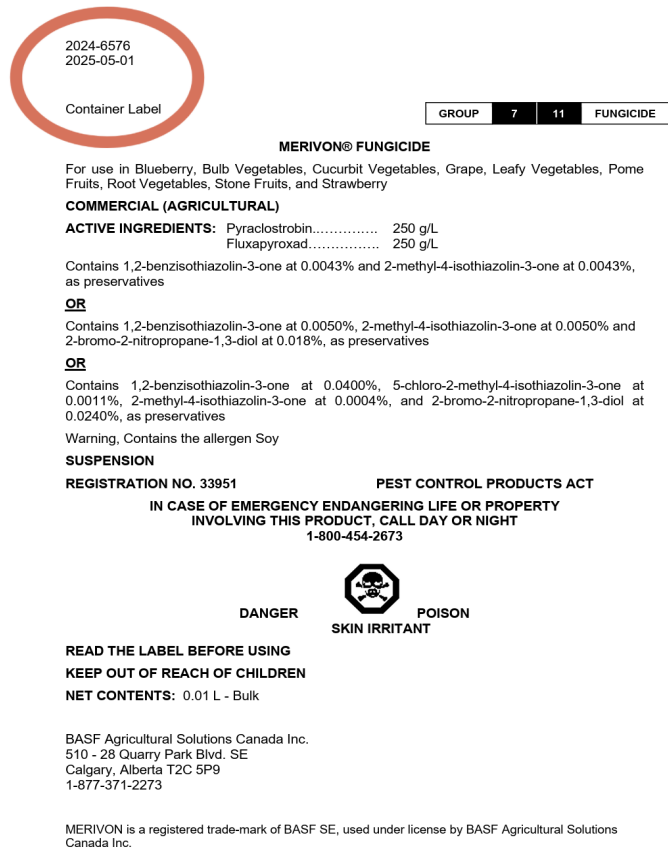 2024-6576
2025-05-01
Container Label
GROUP 7 11 FUNGICIDE
MERIVON® FUNGICIDE
For use in Blueberry, Bulb Vegetables, Cucurbit Vegetables, Grape, Leafy Vegetables, Pome
Fruits, Root Vegetables, Stone Fruits, and Strawberry
COMMERCIAL (AGRICULTURAL)
ACTIVE INGREDIENTS: Pyraclostrobin..…………. 250 g/L
Fluxapyroxad……………. 250 g/L
Contains 1,2-benzisothiazolin-3-one at 0.0043% and 2-methyl-4-isothiazolin-3-one at 0.0043%,
as preservatives
OR
Contains 1,2-benzisothiazolin-3-one at 0.0050%, 2-methyl-4-isothiazolin-3-one at 0.0050% and
2-bromo-2-nitropropane-1,3-diol at 0.018%, as preservatives
OR
Contains 1,2-benzisothiazolin-3-one at 0.0400%, 5-chloro-2-methyl-4-isothiazolin-3-one at
0.0011%, 2-methyl-4-isothiazolin-3-one at 0.0004%, and 2-bromo-2-nitropropane-1,3-diol at
0.0240%, as preservatives
Warning, Contains the allergen Soy
SUSPENSION
REGISTRATION NO. 33951 PEST CONTROL PRODUCTS ACT
IN CASE OF EMERGENCY ENDANGERING LIFE OR PROPERTY
INVOLVING THIS PRODUCT, CALL DAY OR NIGHT
1-800-454-2673
DANGER POISON
SKIN IRRITANT
READ THE LABEL BEFORE USING
KEEP OUT OF REACH OF CHILDREN
NET CONTENTS: 0.01 L - Bulk
BASF Agricultural Solutions Canada Inc.
510 - 28 Quarry Park Blvd. SE
Calgary, Alberta T2C 5P9
1-877-371-2273
MERIVON is a registered trade-mark of BASF SE, used under license by BASF Agricultural Solutions
Canada Inc.